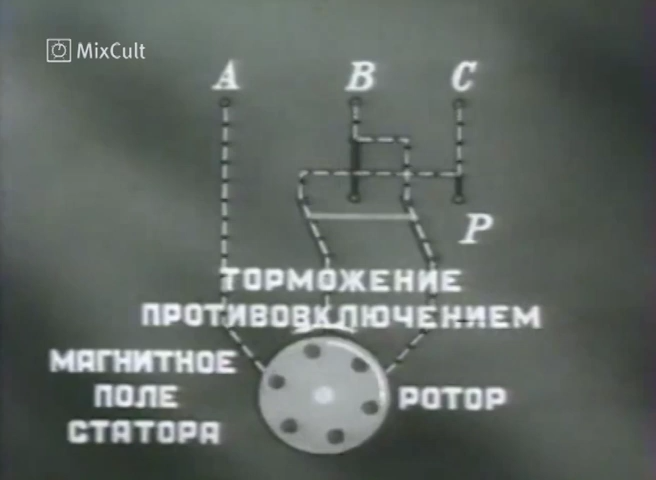 MixCult
A B C
P
ТОРМОЖЕНИЕ
ПРОТИВОВКЛЮЧЕНИЕМ
МАГНИТНОЕ
ПОЛЕ
СТАТОРА
РОТОР